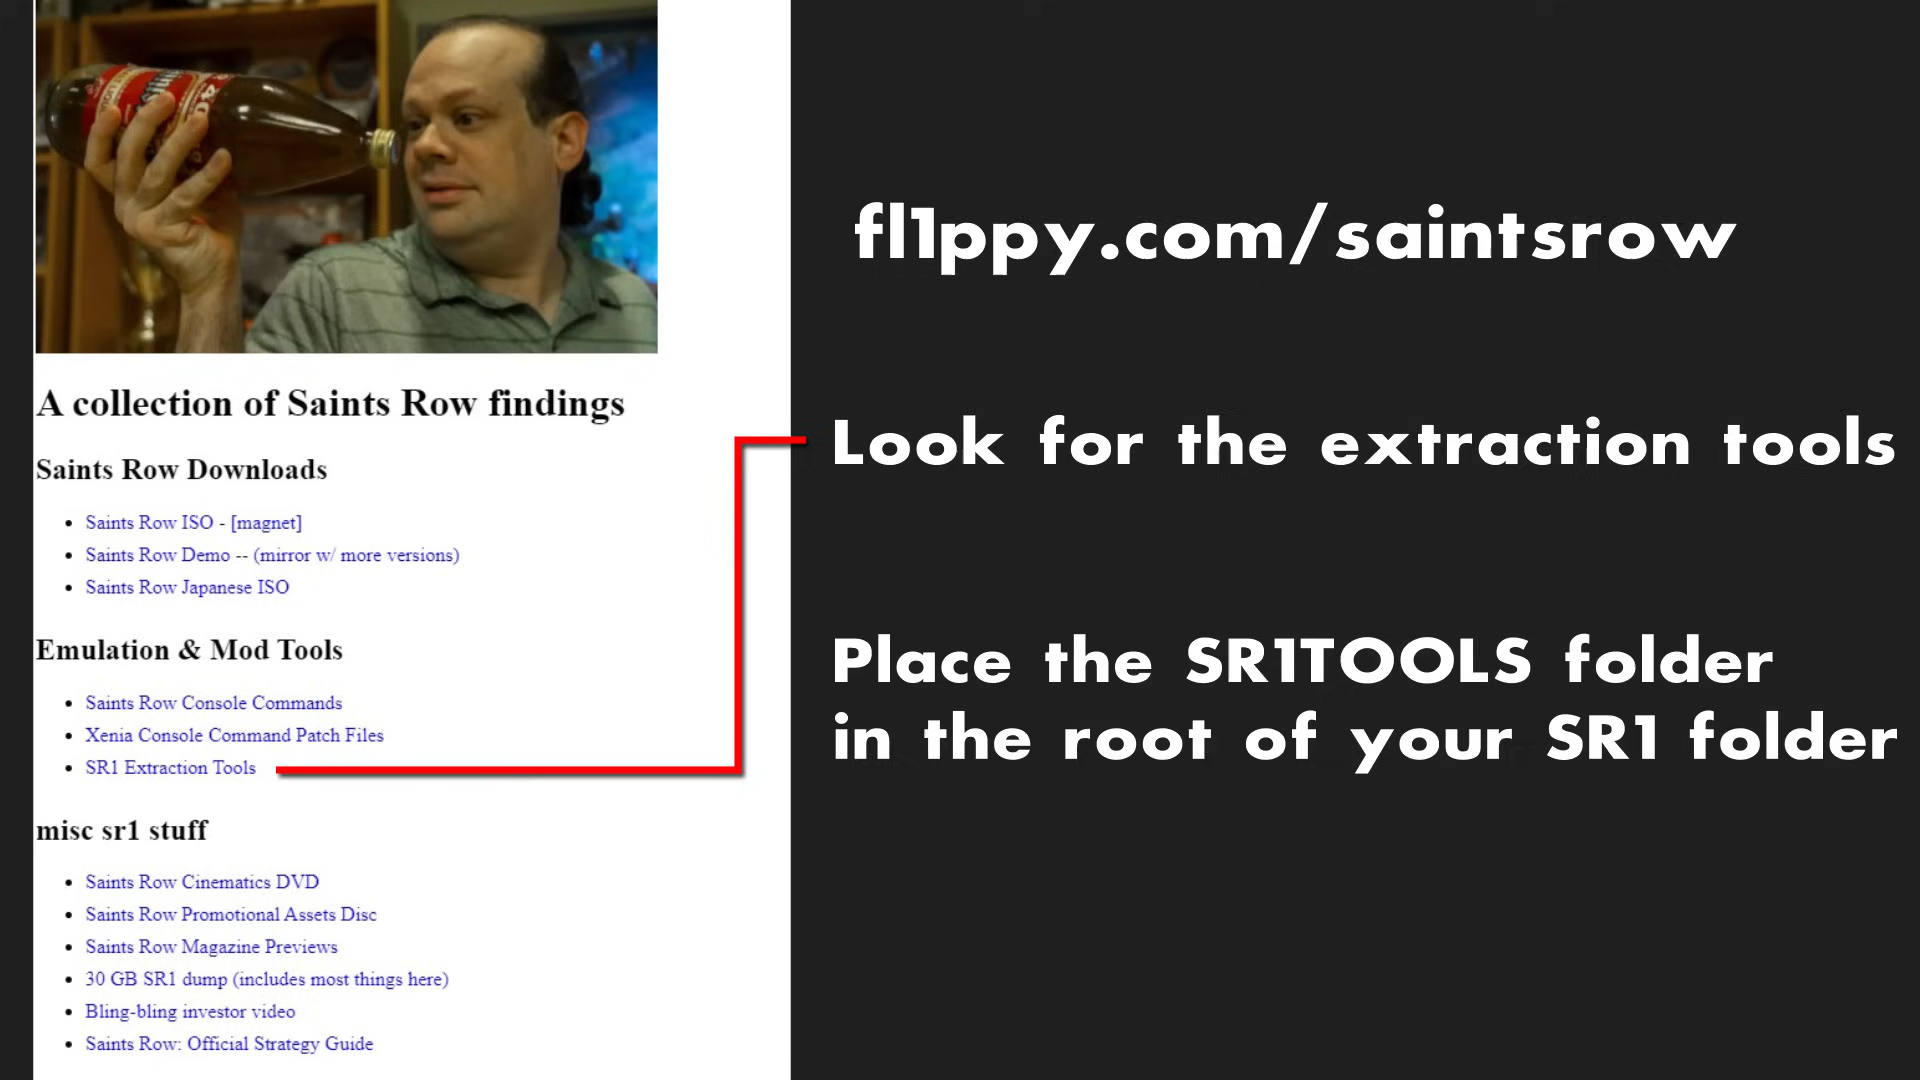 A collection of Saints Row findings
Saints Row Downloads
Saints Row ISO - [magnet]
Saints Row Demo -- (mirror w/ more versions)
Saints Row Japanese ISO
Emulation & Mod Tools
Saints Row Console Commands
Xenia Console Command Patch Files
SR1 Extraction Tools
misc sr1 stuff
Saints Row Cinematics DVD
Saints Row Promotional Assets Disc
Saints Row Magazine Previews
30 GB SR1 dump (includes most things here)
Bling-bling investor video
Saints Row: Official Strategy Guide
fl1ppy.com/saintsrow
Look for the extraction tools
Place the SR1TOOLS folder
in the root of your SR1 folder